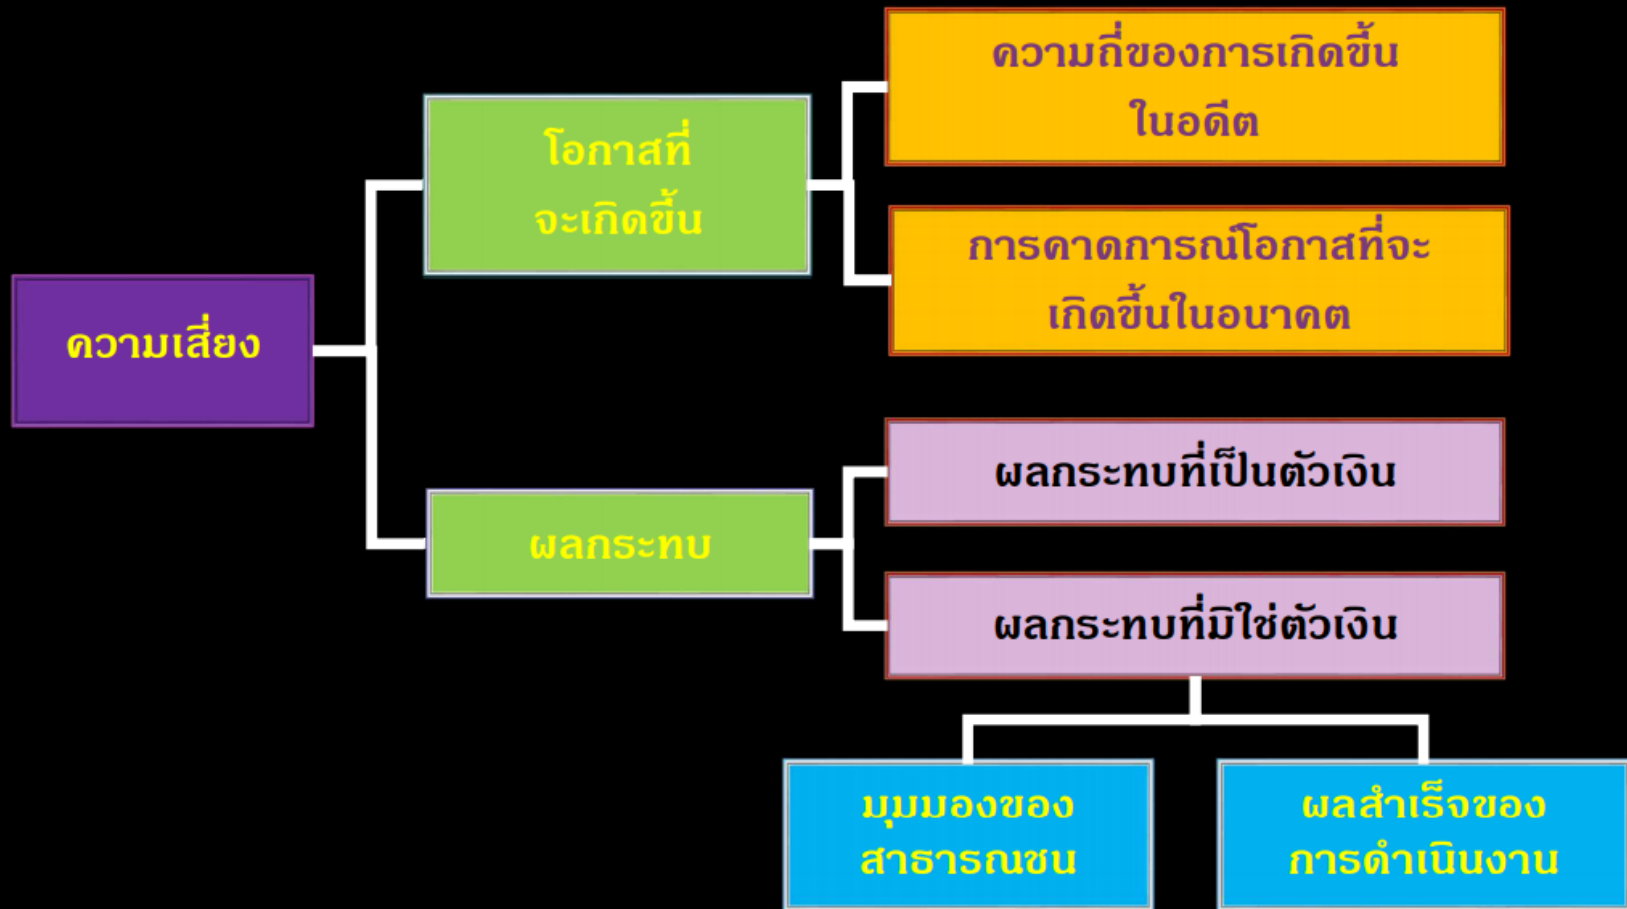 ความถี่ของการเกิดขึ้น
ในอดีต
โอกาสที่
จะเกิดขึ้น
การคาดการณ์โอกาสที่จะ
เกิดขึ้นในอนาคต
ความเสี่ยง
ผลกระทบที่เป็นตัวเงิน
ผลกระทบ
ผลกระทบที่มิใช่ตัวเงิน
มุมมองของ
สาธารณชน
ผลสำเร็จของ
การดำเนินงาน